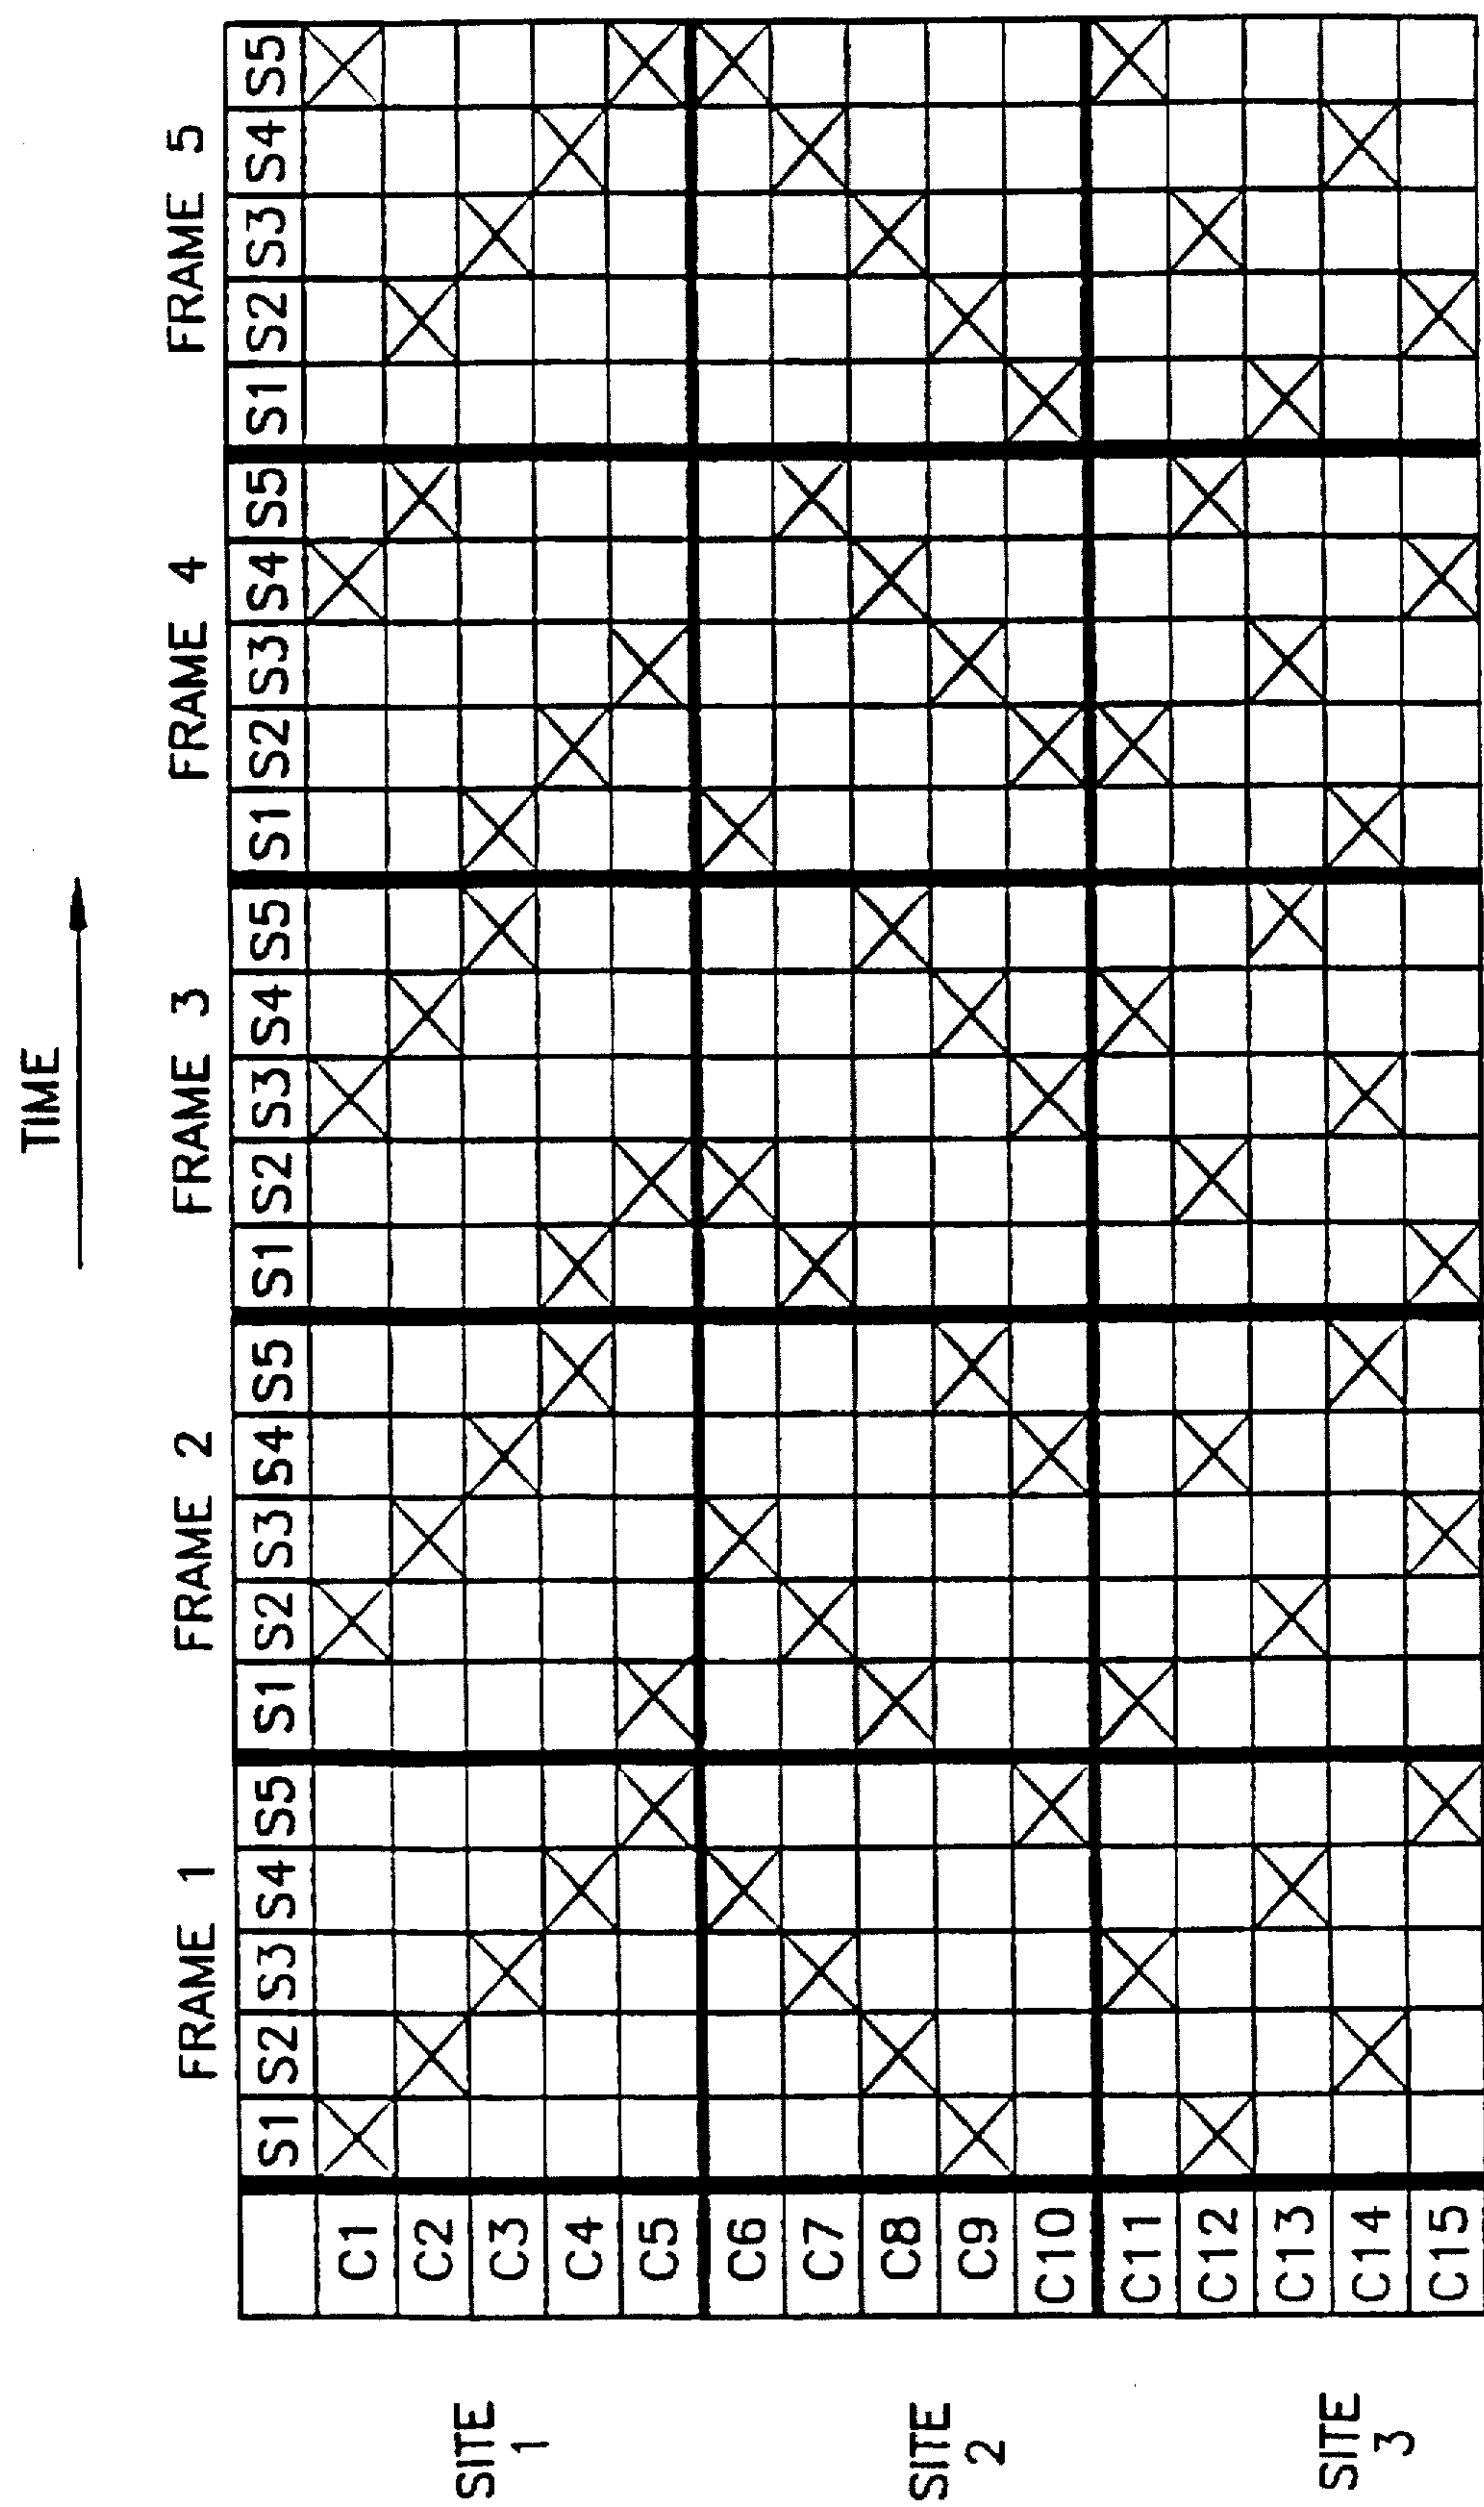 TIME
FRAME 1 FRAME 2 FRAME 3 FRAME 4 FRAME 5
S1 S2 S3 S4 S5 S1 S2 S3 S4 S5 S1 S2 S3 S4 S5 S1 S2 S3 S4 S5 S1 S2 S3 S4 S5
SITE
1
C1
C2
C3
C4
C5
SITE
2
C6
C7
C8
C9
C10
SITE
3
C11
C12
C13
C14
C15